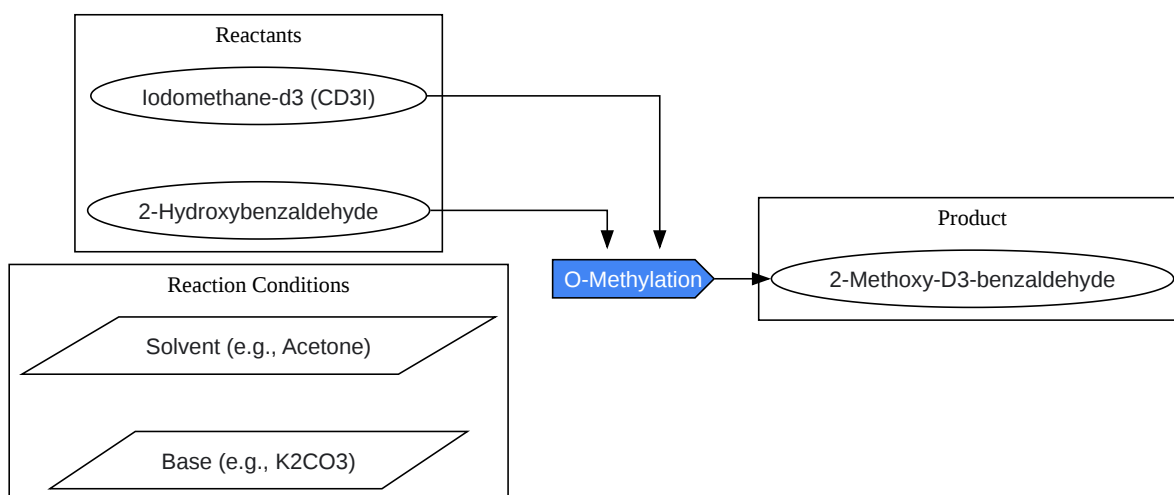 Reactants
Iodomethane-d3 (CD3I)
2-Hydroxybenzaldehyde
Reaction Conditions
Solvent (e.g., Acetone)
Base (e.g., K2CO3)
O-Methylation
Product
2-Methoxy-D3-benzaldehyde